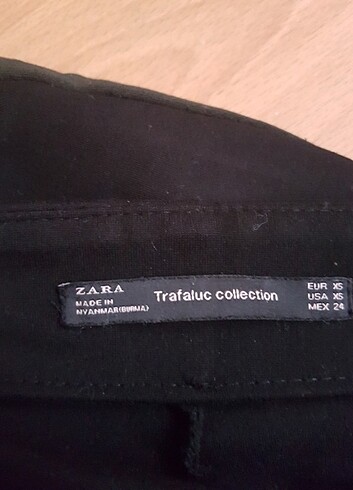 ZARA
MADE IN
MYANMAR(BURMA)
Trafaluc collection
EUR XS
USA XS
MEX 24